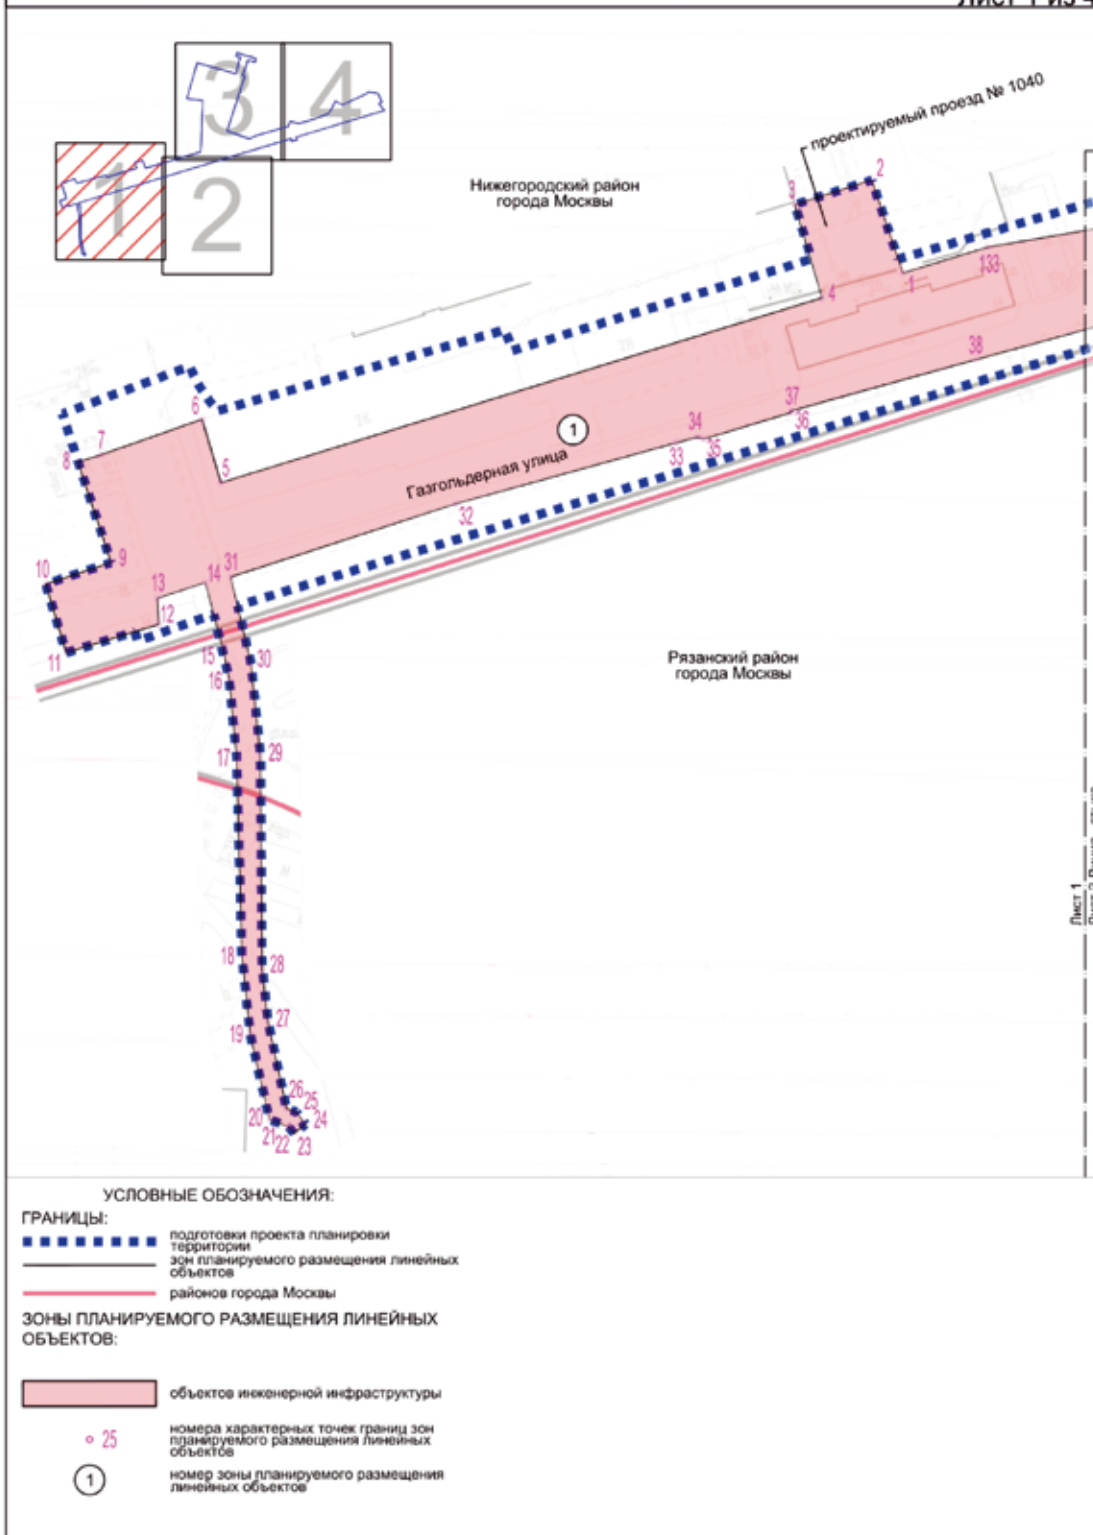 Лист 1 из 4
3
4
1
2
проектируемый проезд № 1040
Нижегородский район
города Москвы
3
2
133
1
4
38
37
36
34
35
33
6
7
8
5
1
Газгольдерная улица
32
31
14
9
10
13
12
11
15
30
16
Рязанский район
города Москвы
17
29
18
28
19
27
26
25
20
24
21
22
23
Лист 1
УСЛОВНЫЕ ОБОЗНАЧЕНИЯ:
ГРАНИЦЫ:
подготовки проекта планировки
территории
зон планируемого размещения линейных
объектов
районов города Москвы
ЗОНЫ ПЛАНИРУЕМОГО РАЗМЕЩЕНИЯ ЛИНЕЙНЫХ
ОБЪЕКТОВ:
объектов инженерной инфраструктуры
25
номера характерных точек границ зон
планируемого размещения линейных
объектов
1
номер зоны планируемого размещения
линейных объектов